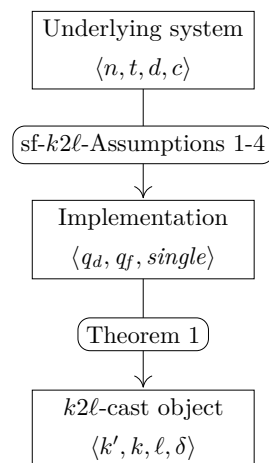 Underlying system
⟨n, t, d, c⟩
sf-k2ℓ-Assumptions 1-4
Implementation
⟨q_d, q_f, single⟩
Theorem 1
k2ℓ-cast object
⟨k′, k, ℓ, δ⟩